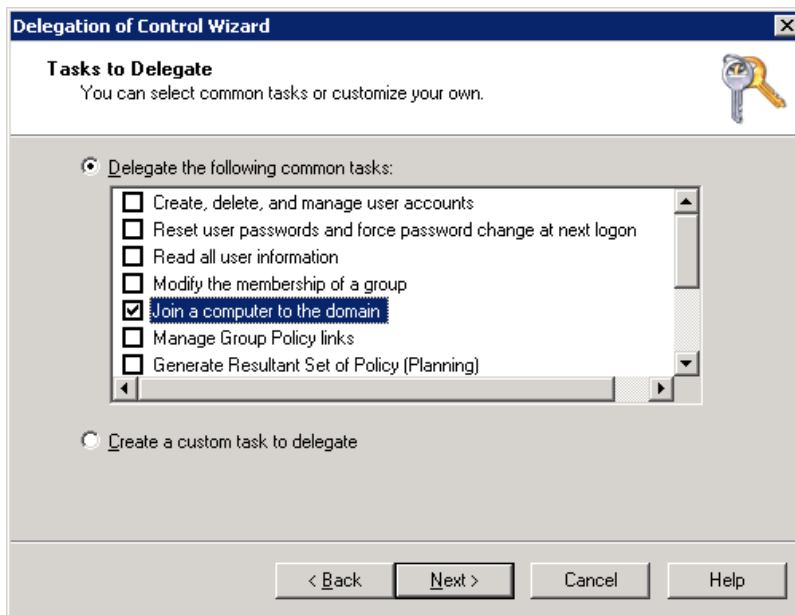 Delegation of Control Wizard
Tasks to Delegate
You can select common tasks or customize your own.
Delegate the following common tasks:
Create, delete, and manage user accounts
Reset user passwords and force password change at next logon
Read all user information
Modify the membership of a group
Join a computer to the domain
Manage Group Policy links
Generate Resultant Set of Policy (Planning)
Create a custom task to delegate
< Back Next > Cancel Help